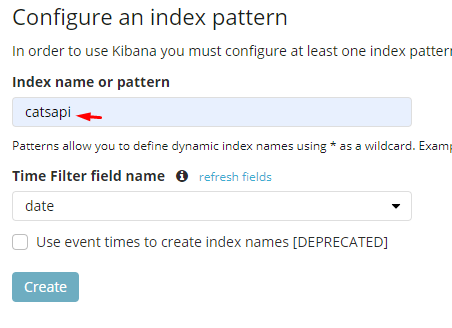 Configure an index pattern
In order to use Kibana you must configure at least one index patter
Index name or pattern
catsapi
Patterns allow you to define dynamic index names using * as a wildcard. Examp
Time Filter field name refresh fields
date
Use event times to create index names [DEPRECATED]
Create